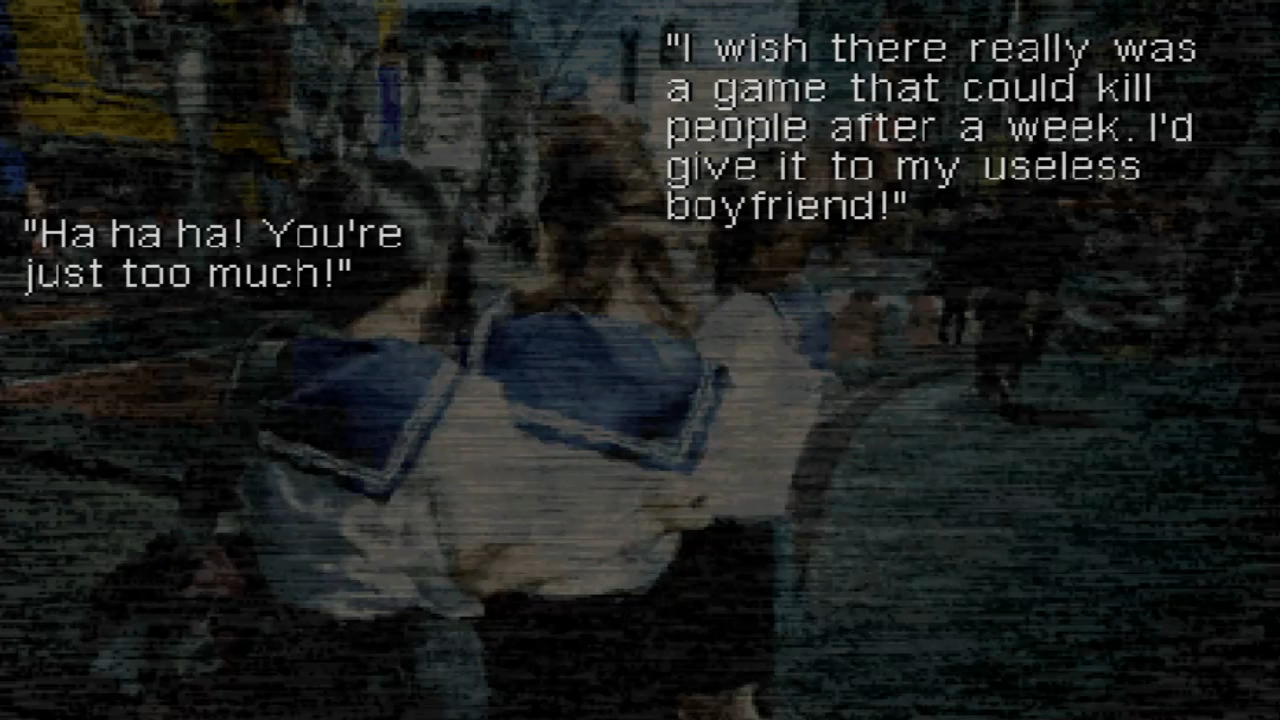 "I wish there really was
a game that could kill
people after a week. I'd
give it to my useless
boyfriend!"
"Ha ha ha! You're
just too much!"